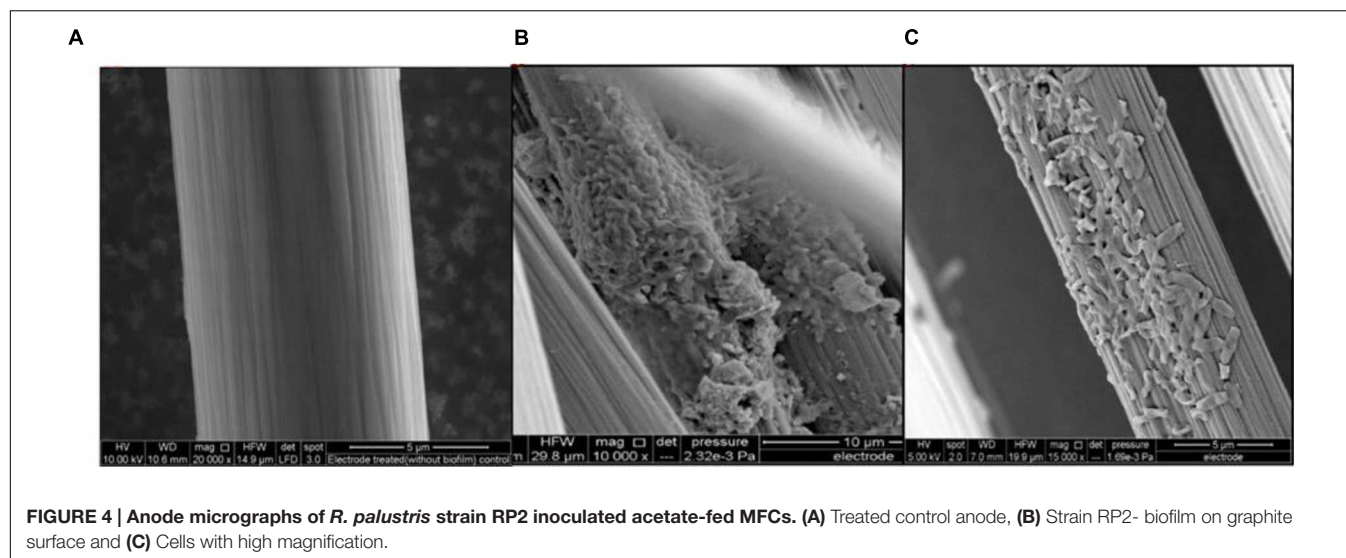 A
B
C
HV WD mag HFW det spot 5 µm
10.00 kV 10.6 mm 20 000 x 14.9 µm LFD 3.0 Electrode treated(without biofilm) control
HFW mag det pressure 10 µm
m 29.8 µm 10 000 x --- 2.32e-3 Pa electrode
HV spot WD HFW mag det pressure 5 µm
5.00 kV 2.0 7.0 mm 19.9 µm 15 000 x --- 1.69e-3 Pa electrode
FIGURE 4 | Anode micrographs of R. palustris strain RP2 inoculated acetate-fed MFCs. (A) Treated control anode, (B) Strain RP2- biofilm on graphite
surface and (C) Cells with high magnification.